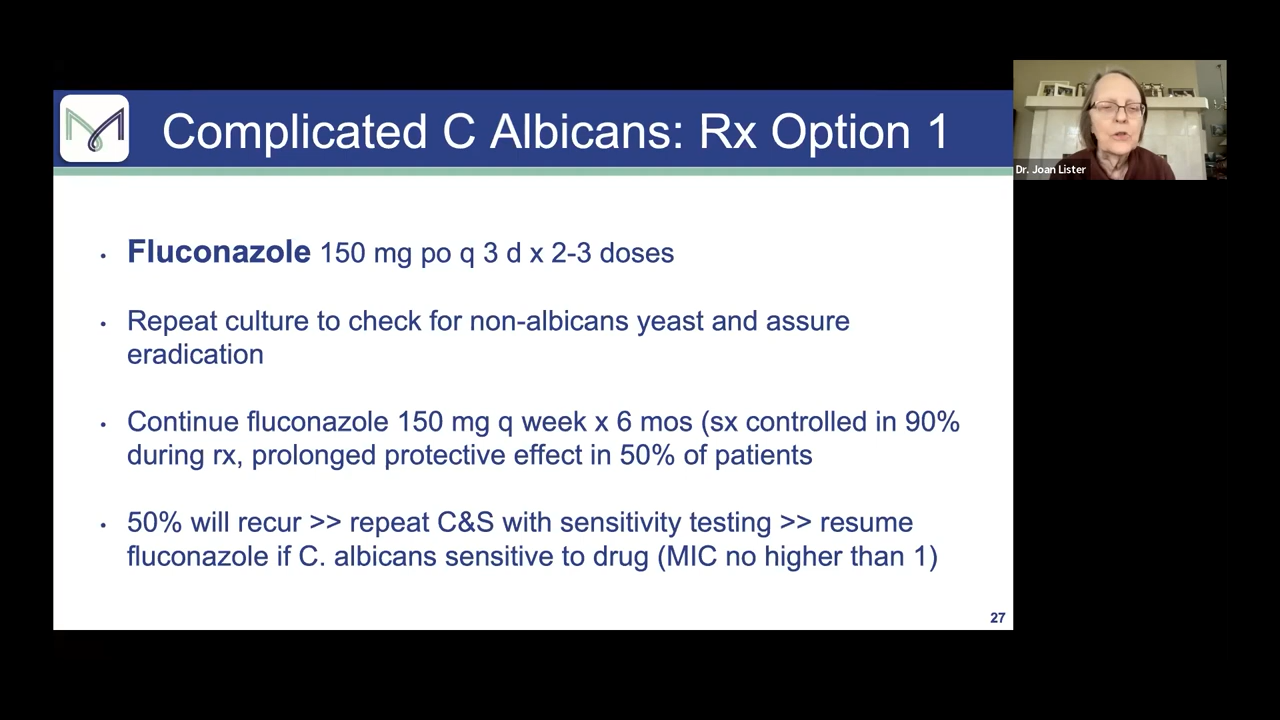 Complicated C Albicans: Rx Option 1
Dr. Joan Lister
• Fluconazole 150 mg po q 3 d x 2-3 doses
• Repeat culture to check for non-albicans yeast and assure
eradication
• Continue fluconazole 150 mg q week x 6 mos (sx controlled in 90%
during rx, prolonged protective effect in 50% of patients
• 50% will recur >> repeat C&S with sensitivity testing >> resume
fluconazole if C. albicans sensitive to drug (MIC no higher than 1)
27